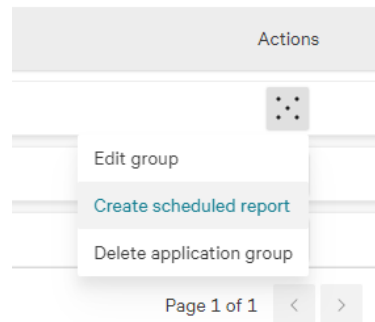 Actions
Edit group
Create scheduled report
Delete application group
Page 1 of 1